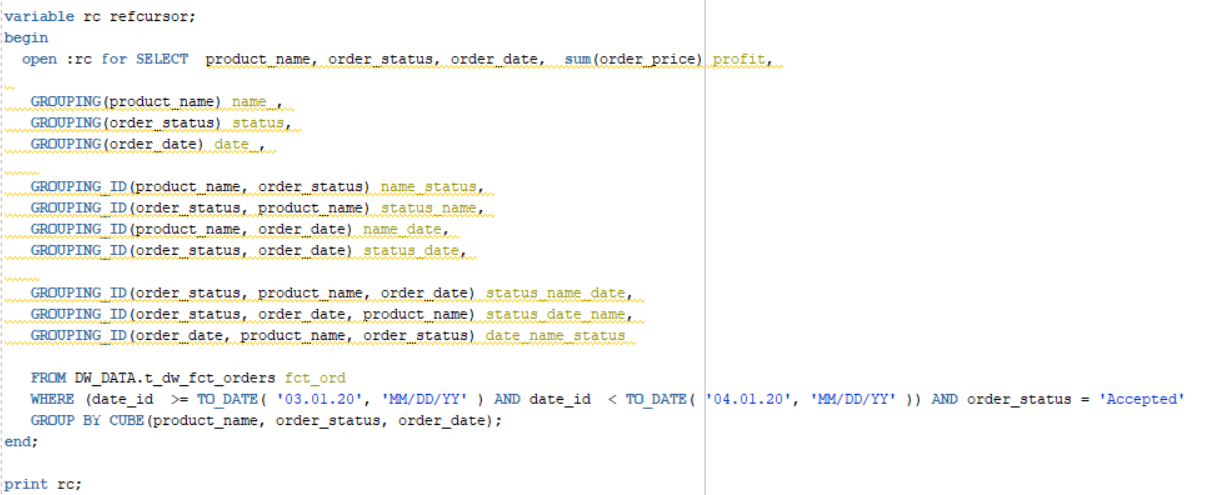 variable rc refcursor;
begin
open :rc for SELECT product_name, order_status, order_date, sum(order_price) profit,
GROUPING(product_name) name_,
GROUPING(order_status) status,
GROUPING(order_date) date_,
GROUPING_ID(product_name, order_status) name_status,
GROUPING_ID(order_status, product_name) status_name,
GROUPING_ID(product_name, order_date) name_date,
GROUPING_ID(order_status, order_date) status_date,
GROUPING_ID(order_status, product_name, order_date) status_name_date,
GROUPING_ID(order_status, order_date, product_name) status_date_name,
GROUPING_ID(order_date, product_name, order_status) date_name_status
FROM DW_DATA.t_dw_fct_orders fct_ord
WHERE (date_id >= TO_DATE( '03.01.20', 'MM/DD/YY' ) AND date_id < TO_DATE( '04.01.20', 'MM/DD/YY' )) AND order_status = 'Accepted'
GROUP BY CUBE(product_name, order_status, order_date);
end;
print rc;